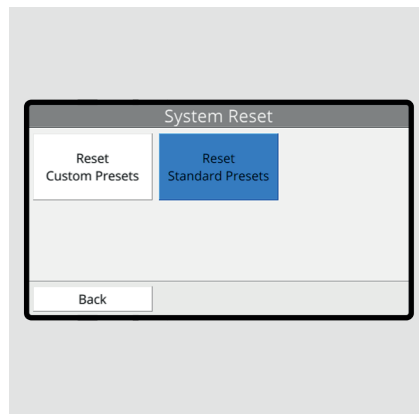 System Reset
Reset
Custom Presets
Reset
Standard Presets
Back